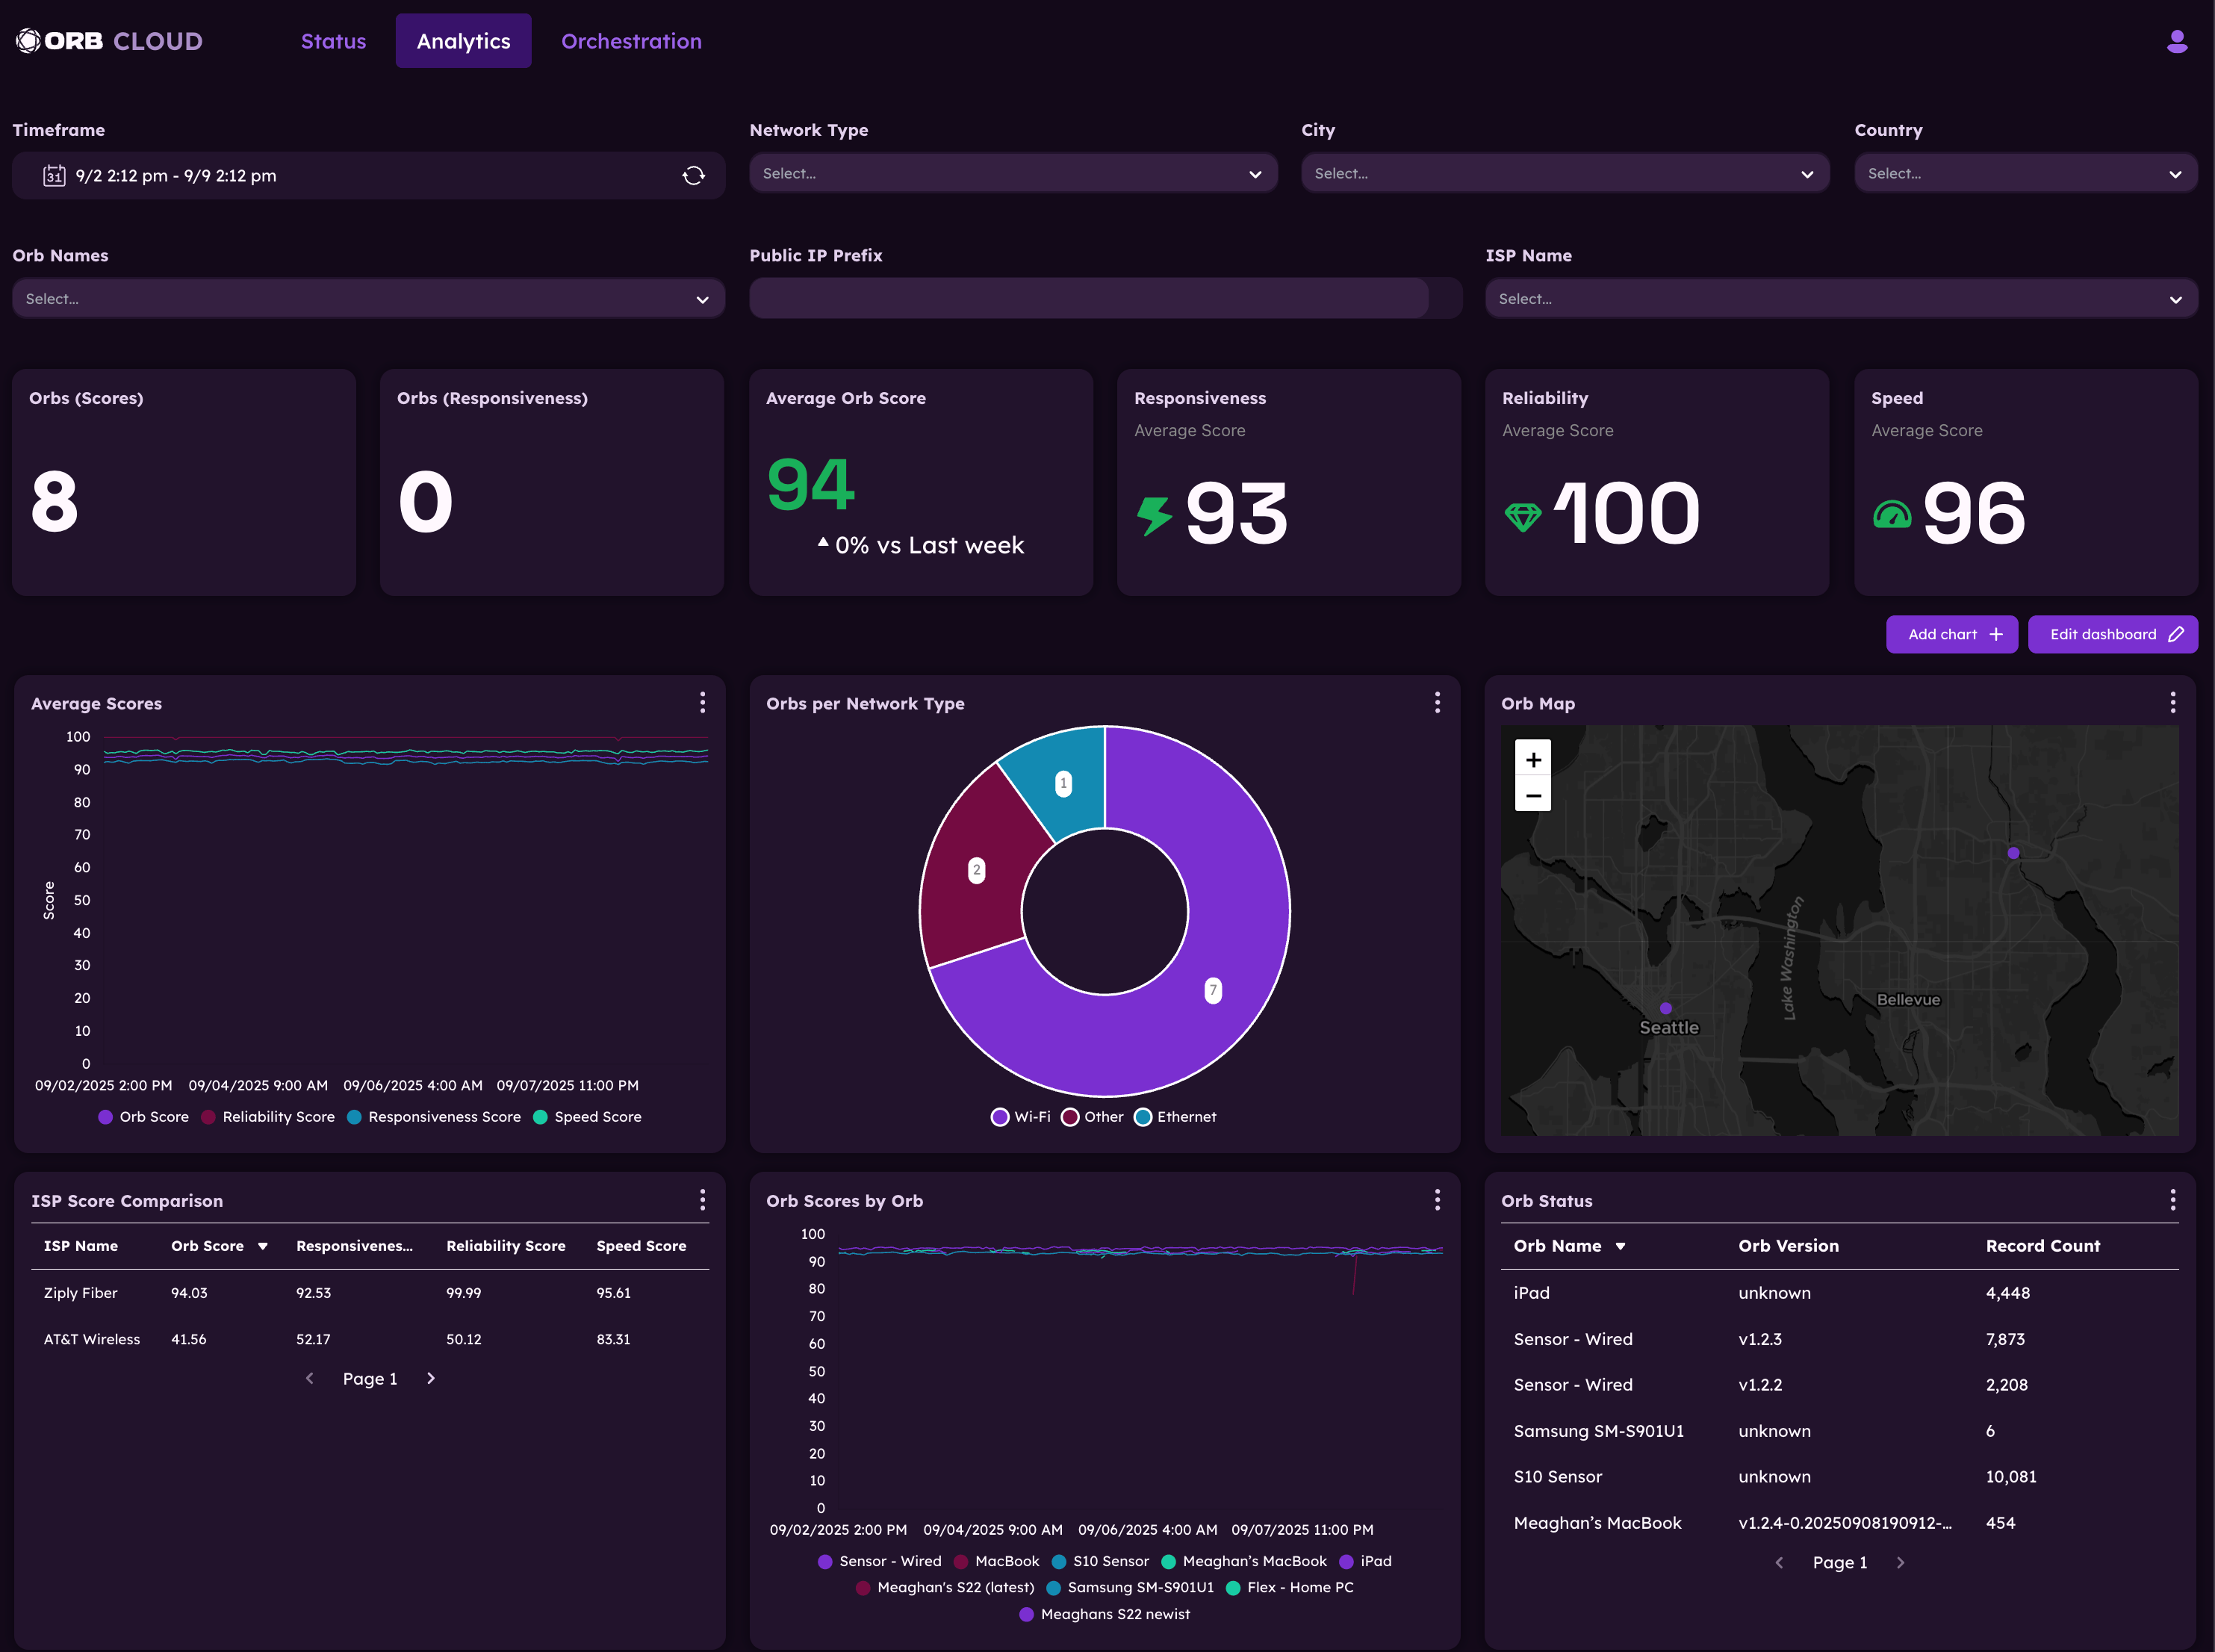 ORB CLOUD Status Analytics Orchestration
Timeframe Network Type City Country
31 9/2 2:12 pm - 9/9 2:12 pm Select... Select... Select...
Orb Names Public IP Prefix ISP Name
Select... Select...
Orbs (Scores)
8
Orbs (Responsiveness)
0
Average Orb Score
94
0% vs Last week
Responsiveness
Average Score
93
Reliability
Average Score
100
Speed
Average Score
96
Add chart Edit dashboard
Average Scores
100
90
80
70
60
50
40
30
20
10
0
Score
09/02/2025 2:00 PM 09/04/2025 9:00 AM 09/06/2025 4:00 AM 09/07/2025 11:00 PM
Orb Score Reliability Score Responsiveness Score Speed Score
Orbs per Network Type
1
2
7
Wi-Fi Other Ethernet
Orb Map
+
−
Lake Washington
Bellevue
Seattle
ISP Score Comparison
ISP Name Orb Score Responsivenes... Reliability Score Speed Score
Ziply Fiber 94.03 92.53 99.99 95.61
AT&T Wireless 41.56 52.17 50.12 83.31
Page 1
Orb Scores by Orb
100
90
80
70
60
50
40
30
20
10
0
09/02/2025 2:00 PM 09/04/2025 9:00 AM 09/06/2025 4:00 AM 09/07/2025 11:00 PM
Sensor - Wired MacBook S10 Sensor Meaghan’s MacBook iPad
Meaghan's S22 (latest) Samsung SM-S901U1 Flex - Home PC
Meaghans S22 newist
Orb Status
Orb Name Orb Version Record Count
iPad unknown 4,448
Sensor - Wired v1.2.3 7,873
Sensor - Wired v1.2.2 2,208
Samsung SM-S901U1 unknown 6
S10 Sensor unknown 10,081
Meaghan’s MacBook v1.2.4-0.20250908190912-... 454
Page 1